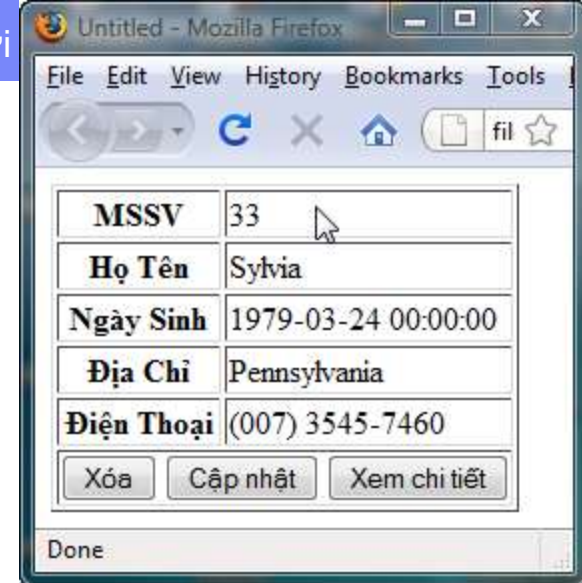 Untitled - Mozilla Firefox
File Edit View History Bookmarks Tools
fil
MSSV 33
Họ Tên Sylvia
Ngày Sinh 1979-03-24 00:00:00
Địa Chỉ Pennsylvania
Điện Thoại (007) 3545-7460
Xóa Cập nhật Xem chi tiết
Done